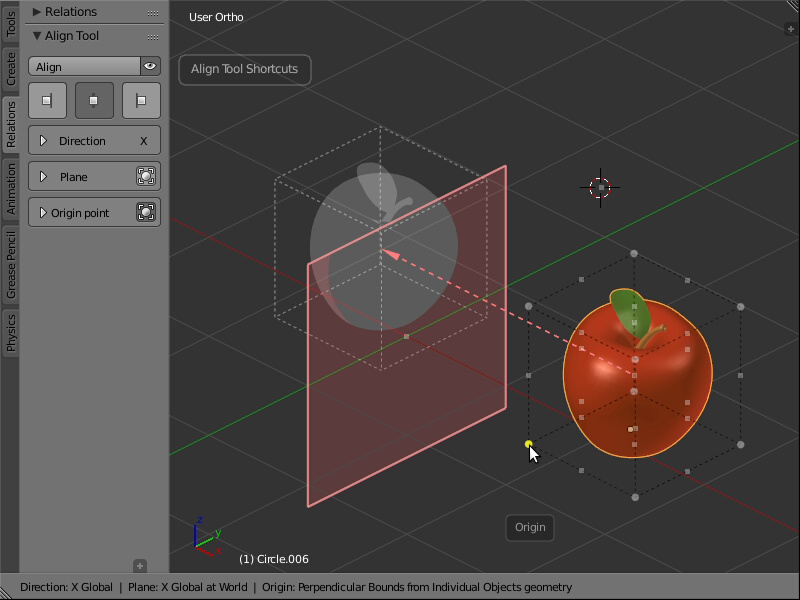 Tools
Create
Relations
Animation
Grease Pencil
Physics
Relations
Align Tool
Align
Direction X
Plane
Origin point
User Ortho
Align Tool Shortcuts
Origin
z
y
x
(1) Circle.006
Direction: X Global | Plane: X Global at World | Origin: Perpendicular Bounds from Individual Objects geometry